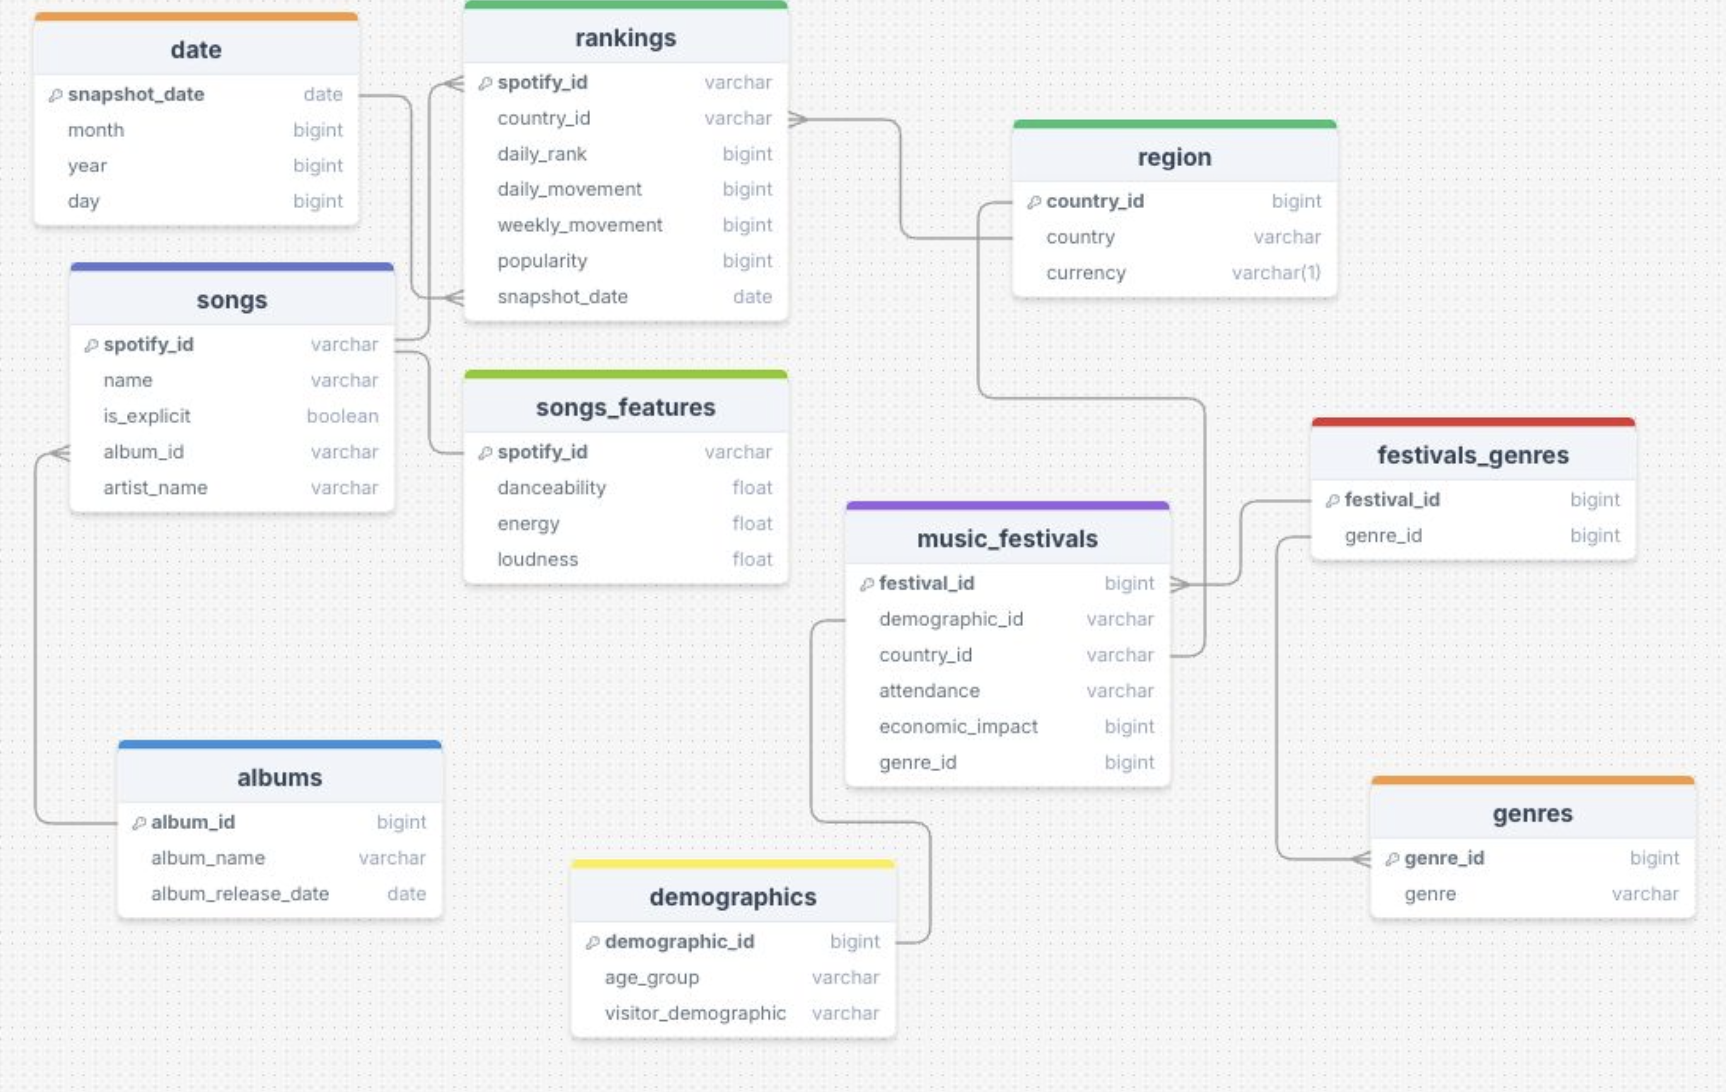 date
snapshot_date date
month bigint
year bigint
day bigint
rankings
spotify_id varchar
country_id varchar
daily_rank bigint
daily_movement bigint
weekly_movement bigint
popularity bigint
snapshot_date date
region
country_id bigint
country varchar
currency varchar(1)
songs
spotify_id varchar
name varchar
is_explicit boolean
album_id varchar
artist_name varchar
songs_features
spotify_id varchar
danceability float
energy float
loudness float
festivals_genres
festival_id bigint
genre_id bigint
music_festivals
festival_id bigint
demographic_id varchar
country_id varchar
attendance varchar
economic_impact bigint
genre_id bigint
albums
album_id bigint
album_name varchar
album_release_date date
genres
genre_id bigint
genre varchar
demographics
demographic_id bigint
age_group varchar
visitor_demographic varchar